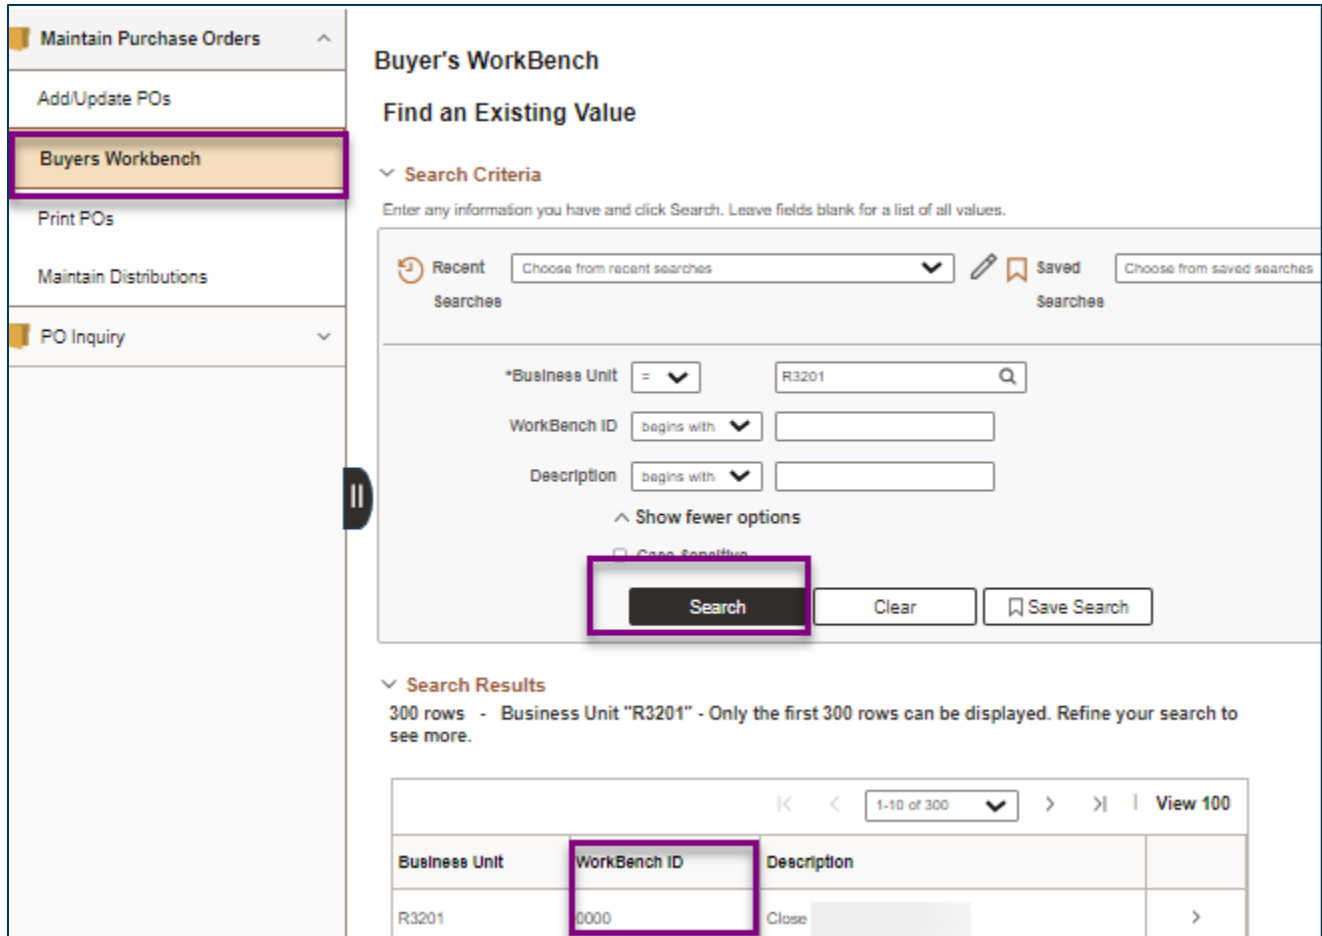 Maintain Purchase Orders
Add/Update POs
Buyers Workbench
Print POs
Maintain Distributions
PO Inquiry
Buyer's WorkBench
Find an Existing Value
Search Criteria
Enter any information you have and click Search. Leave fields blank for a list of all values.
Recent Searches
Choose from recent searches
Saved Searches
Choose from saved searches
*Business Unit = R3201
WorkBench ID begins with
Description begins with
Show fewer options
Case Sensitive
Search Clear Save Search
Search Results
300 rows - Business Unit "R3201" - Only the first 300 rows can be displayed. Refine your search to
see more.
1-10 of 300 | View 100
Business Unit WorkBench ID Description
R3201 0000 Close